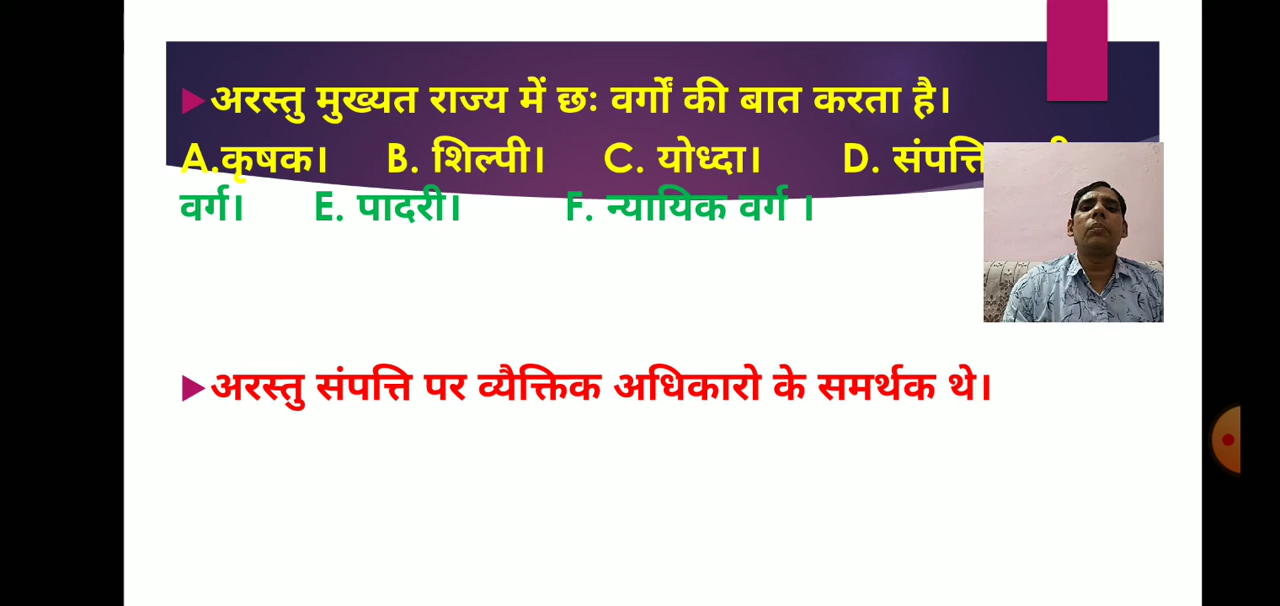 अरस्तु मुख्यत राज्य में छः वर्गों की बात करता है।
A.कृषक। B. शिल्पी। C. योध्दा। D. संपत्ति
वर्ग। E. पादरी। F. न्यायिक वर्ग ।
अरस्तु संपत्ति पर व्यैक्तिक अधिकारो के समर्थक थे।